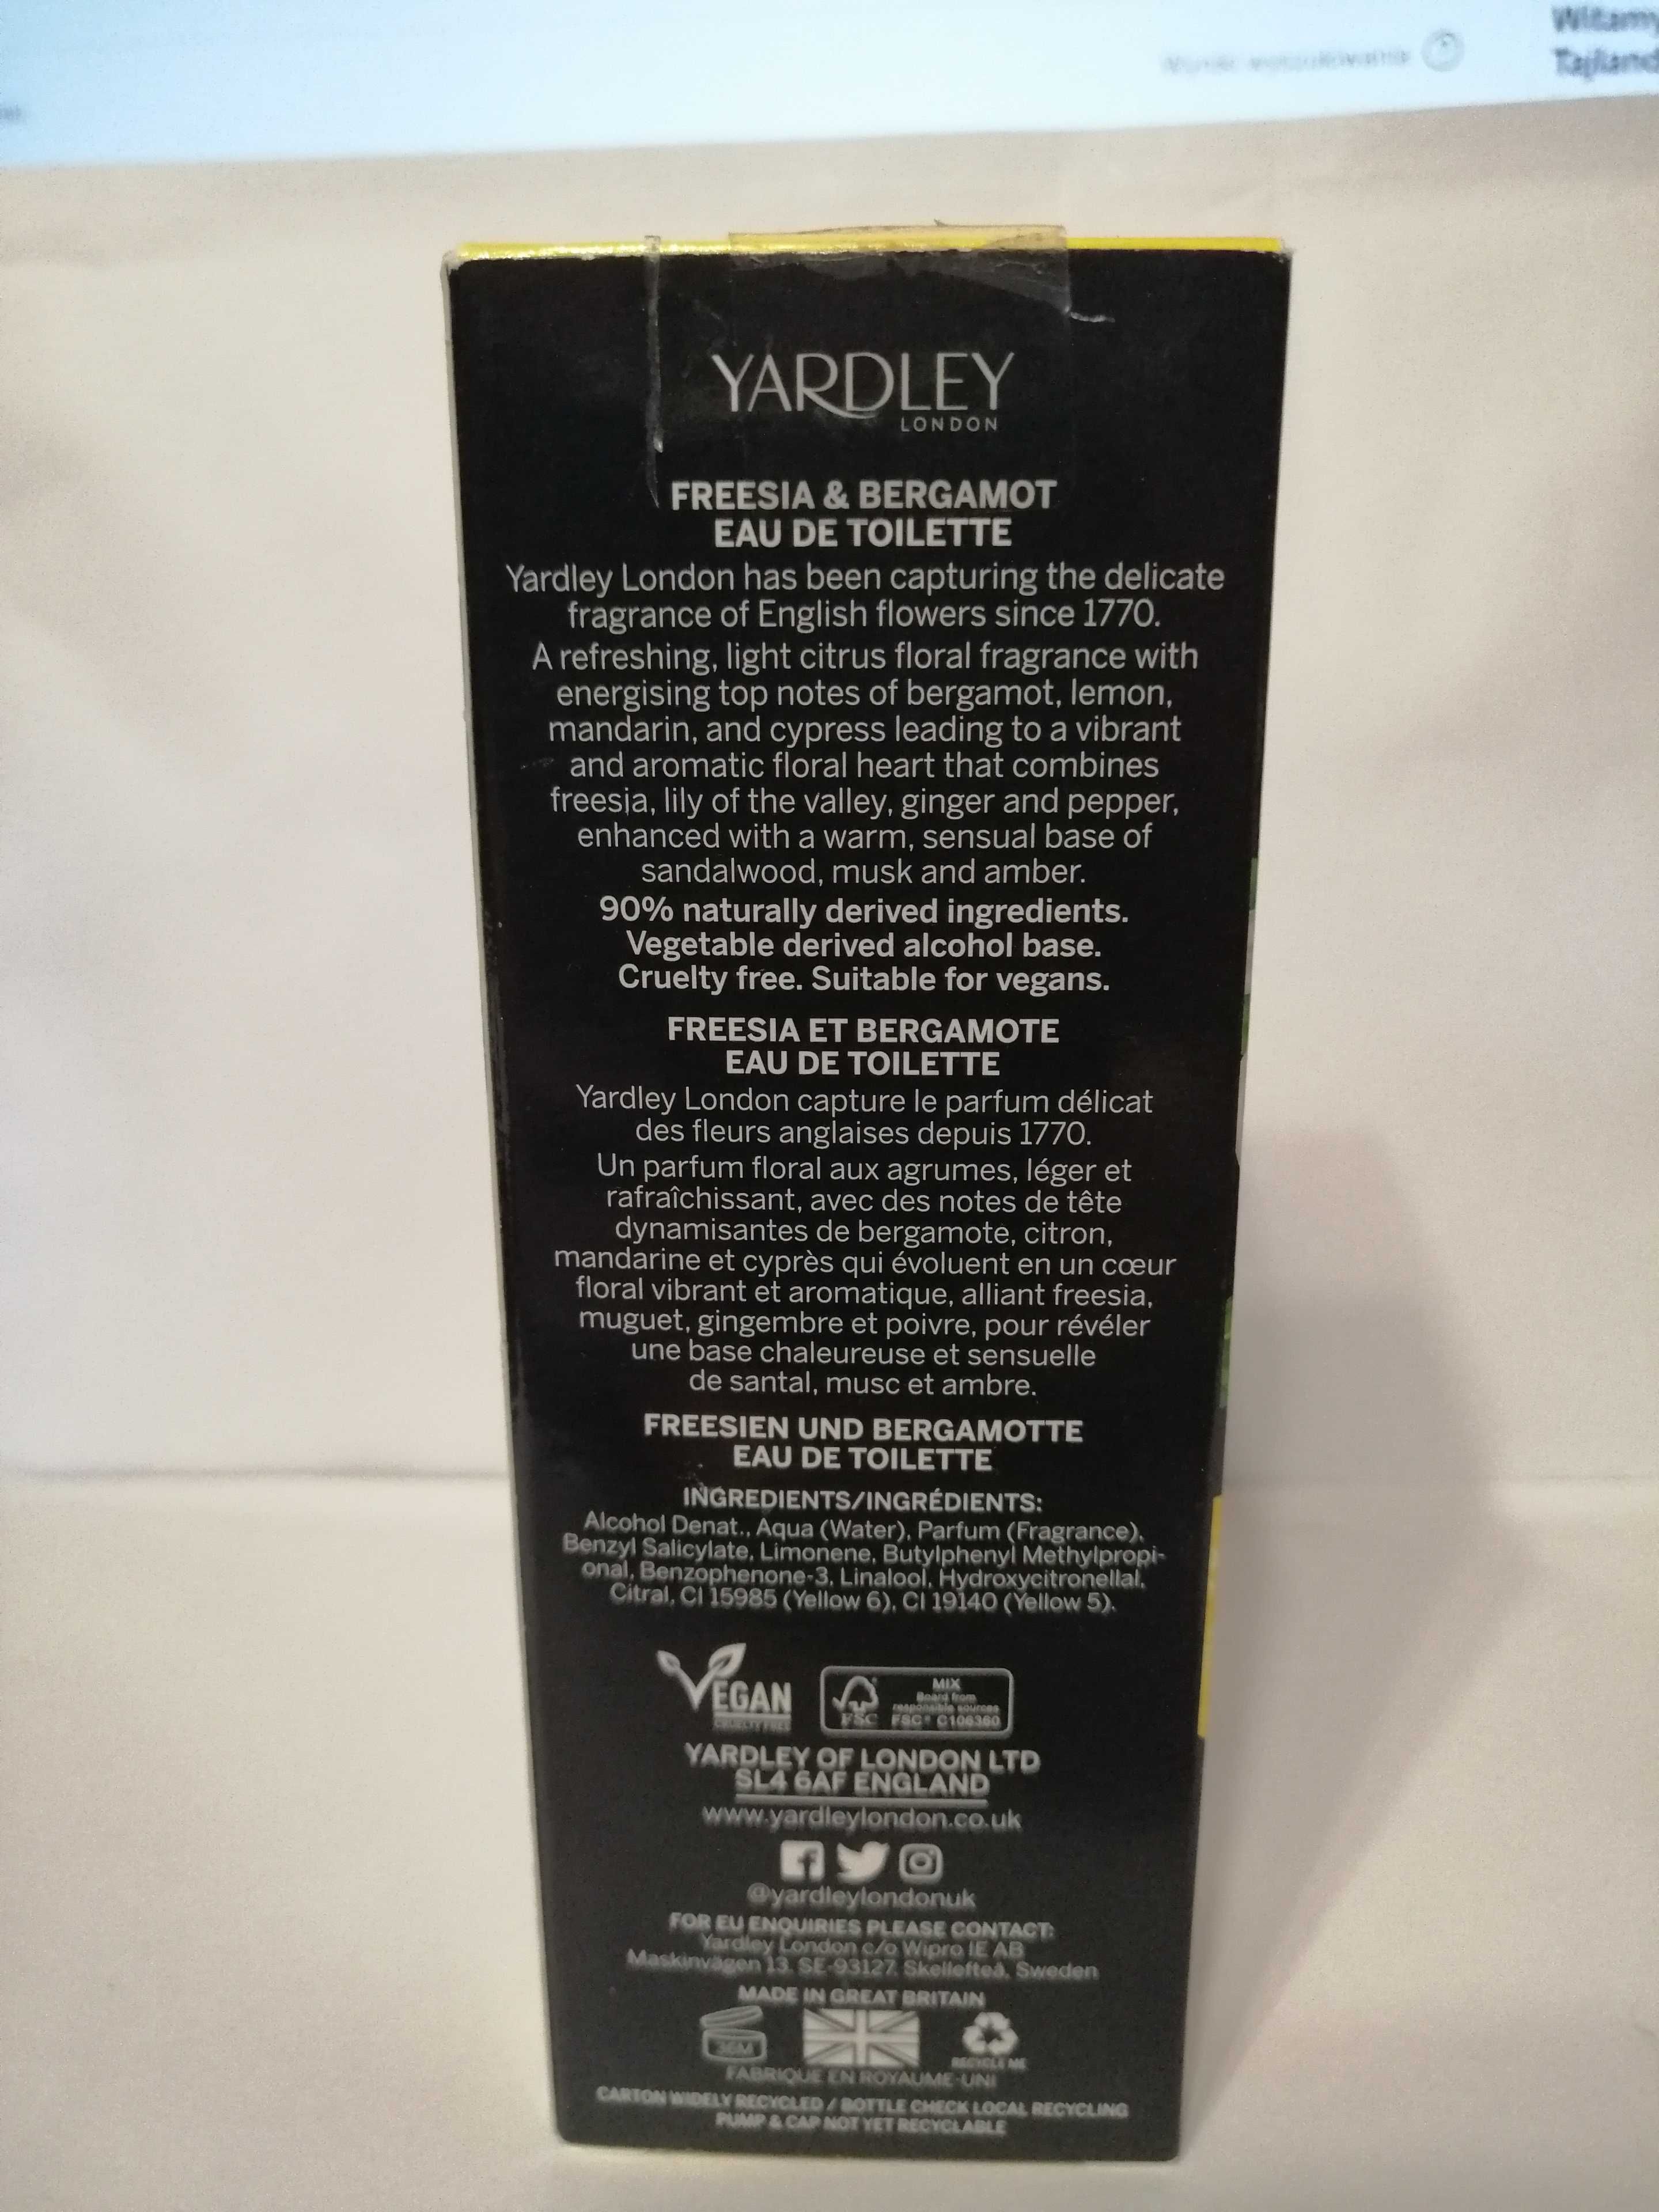 Witamy
Tajland
YARDLEY
LONDON
FREESIA & BERGAMOT
EAU DE TOILETTE
Yardley London has been capturing the delicate
fragrance of English flowers since 1770.
A refreshing, light citrus floral fragrance with
energising top notes of bergamot, lemon,
mandarin, and cypress leading to a vibrant
and aromatic floral heart that combines
freesia, lily of the valley, ginger and pepper,
enhanced with a warm, sensual base of
sandalwood, musk and amber.
90% naturally derived ingredients.
Vegetable derived alcohol base.
Cruelty free. Suitable for vegans.
FREESIA ET BERGAMOTE
EAU DE TOILETTE
Yardley London capture le parfum délicat
des fleurs anglaises depuis 1770.
Un parfum floral aux agrumes, léger et
rafraîchissant, avec des notes de tête
dynamisantes de bergamote, citron,
mandarine et cyprès qui évoluent en un cœur
floral vibrant et aromatique, alliant freesia,
muguet, gingembre et poivre, pour révéler
une base chaleureuse et sensuelle
de santal, musc et ambre.
FREESIEN UND BERGAMOTTE
EAU DE TOILETTE
INGREDIENTS/INGRÉDIENTS:
Alcohol Denat., Aqua (Water), Parfum (Fragrance),
Benzyl Salicylate, Limonene, Butylphenyl Methylpropi-
onal, Benzophenone-3, Linalool, Hydroxycitronellal,
Citral, CI 15985 (Yellow 6), CI 19140 (Yellow 5).
VEGAN
CRUELTY FREE
FSC
MIX
Board from
responsible sources
FSC® C106360
YARDLEY OF LONDON LTD
SL4 6AF ENGLAND
www.yardleylondon.co.uk
@yardleylondonuk
FOR EU ENQUIRIES PLEASE CONTACT:
Yardley London c/o Wipro IE AB
Maskinvägen 13, SE-93127, Skellefteå, Sweden
MADE IN GREAT BRITAIN
36M
RECYCLE ME
FABRIQUE EN ROYAUME-UNI
CARTON WIDELY RECYCLED / BOTTLE CHECK LOCAL RECYCLING
PUMP & CAP NOT YET RECYCLABLE